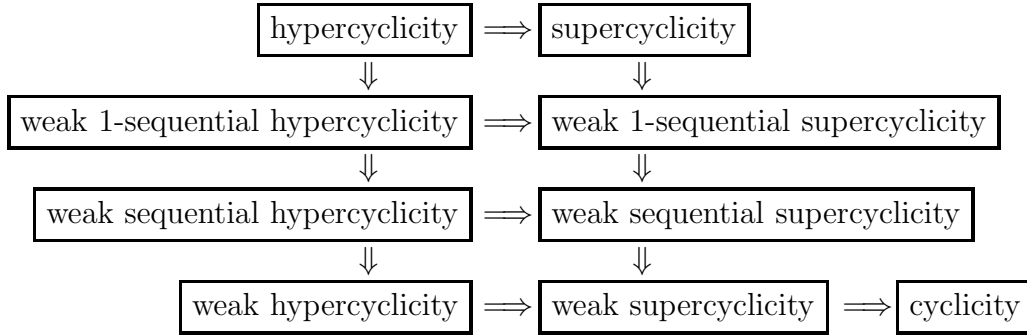 hypercyclicity ⟹ supercyclicity
⇓ ⇓
weak 1-sequential hypercyclicity ⟹ weak 1-sequential supercyclicity
⇓ ⇓
weak sequential hypercyclicity ⟹ weak sequential supercyclicity
⇓ ⇓
weak hypercyclicity ⟹ weak supercyclicity ⟹ cyclicity